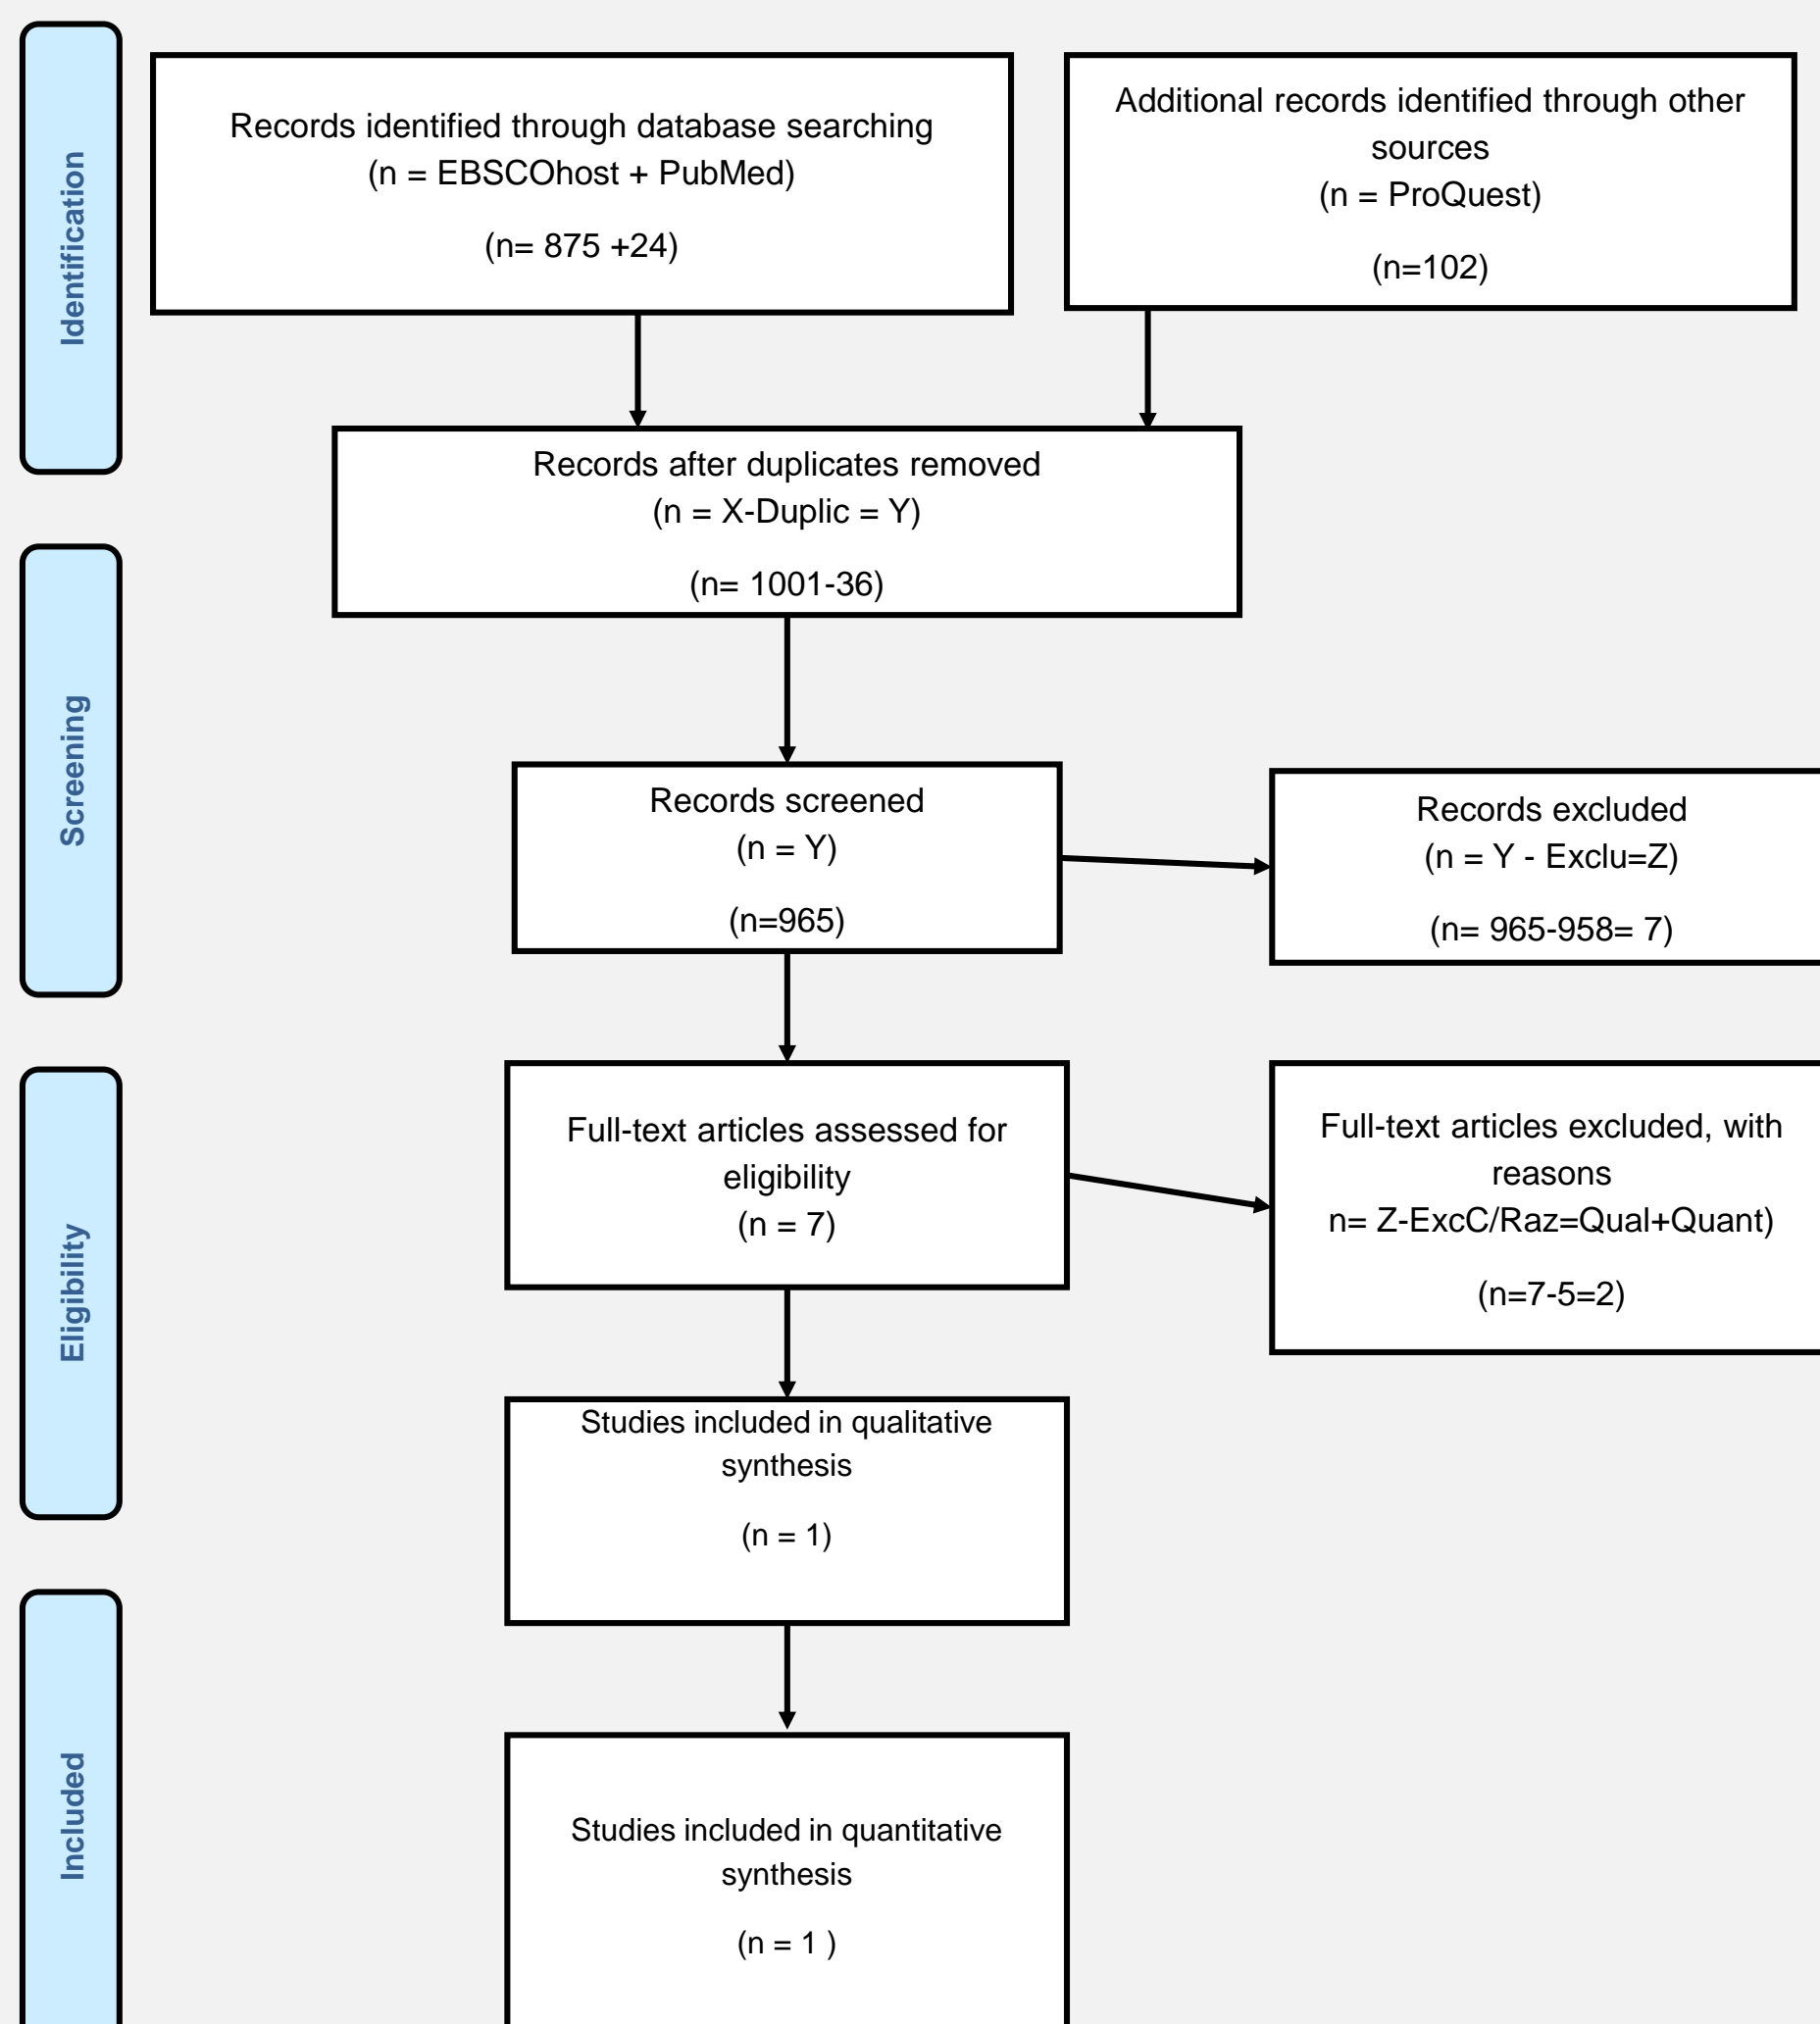 Identification
Records identified through database searching
(n = EBSCOhost + PubMed)
(n= 875 +24)
Additional records identified through other
sources
(n = ProQuest)
(n=102)
Records after duplicates removed
(n = X-Duplic = Y)
(n= 1001-36)
Screening
Records screened
(n = Y)
(n=965)
Records excluded
(n = Y - Exclu=Z)
(n= 965-958= 7)
Eligibility
Full-text articles assessed for
eligibility
(n = 7)
Full-text articles excluded, with
reasons
n= Z-ExcC/Raz=Qual+Quant)
(n=7-5=2)
Studies included in qualitative
synthesis
(n = 1)
Included
Studies included in quantitative
synthesis
(n = 1 )